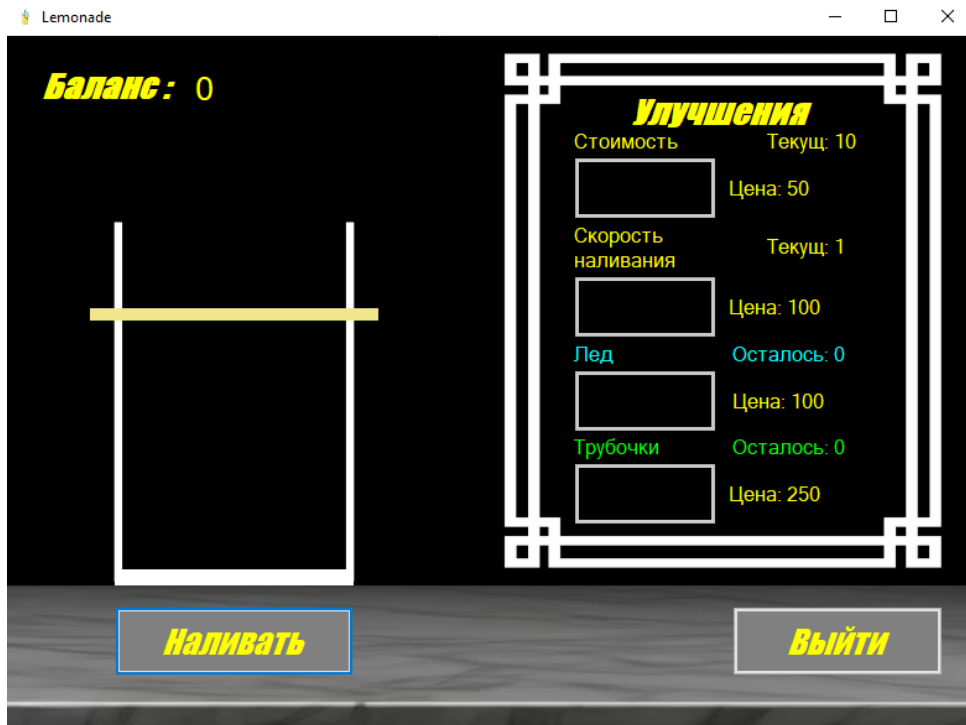 Lemonade
Баланс: 0
Улучшения
Стоимость Текущ: 10
Цена: 50
Скорость
наливания Текущ: 1
Цена: 100
Лед Осталось: 0
Цена: 100
Трубочки Осталось: 0
Цена: 250
Наливать Выйти